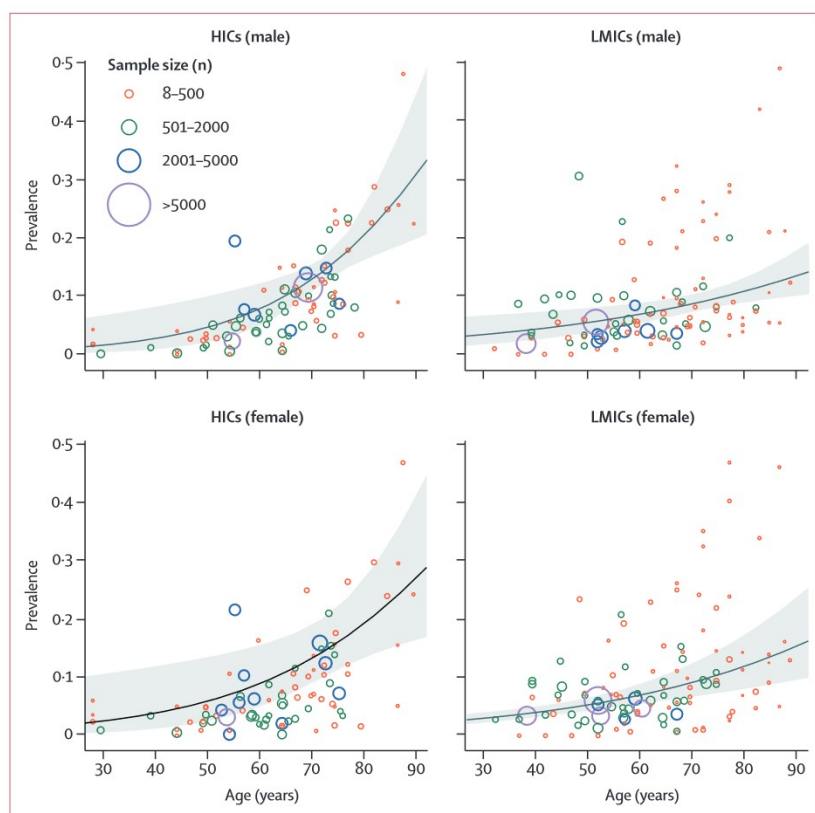 HICs (male)
LMICs (male)
Sample size (n)
8–500
501–2000
2001–5000
>5000
0·5
0·4
0·3
0·2
0·1
0
Prevalence
HICs (female)
LMICs (female)
0·5
0·4
0·3
0·2
0·1
0
Prevalence
30 40 50 60 70 80 90
30 40 50 60 70 80 90
Age (years)
Age (years)